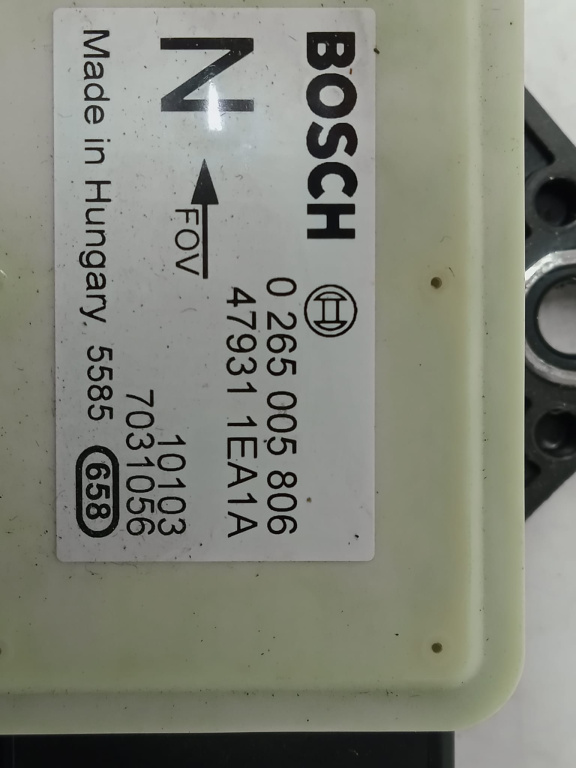 BOSCH
0 265 005 806
47931 1EA1A
N
FOV
10103
7031056
Made in Hungary. 5585 658